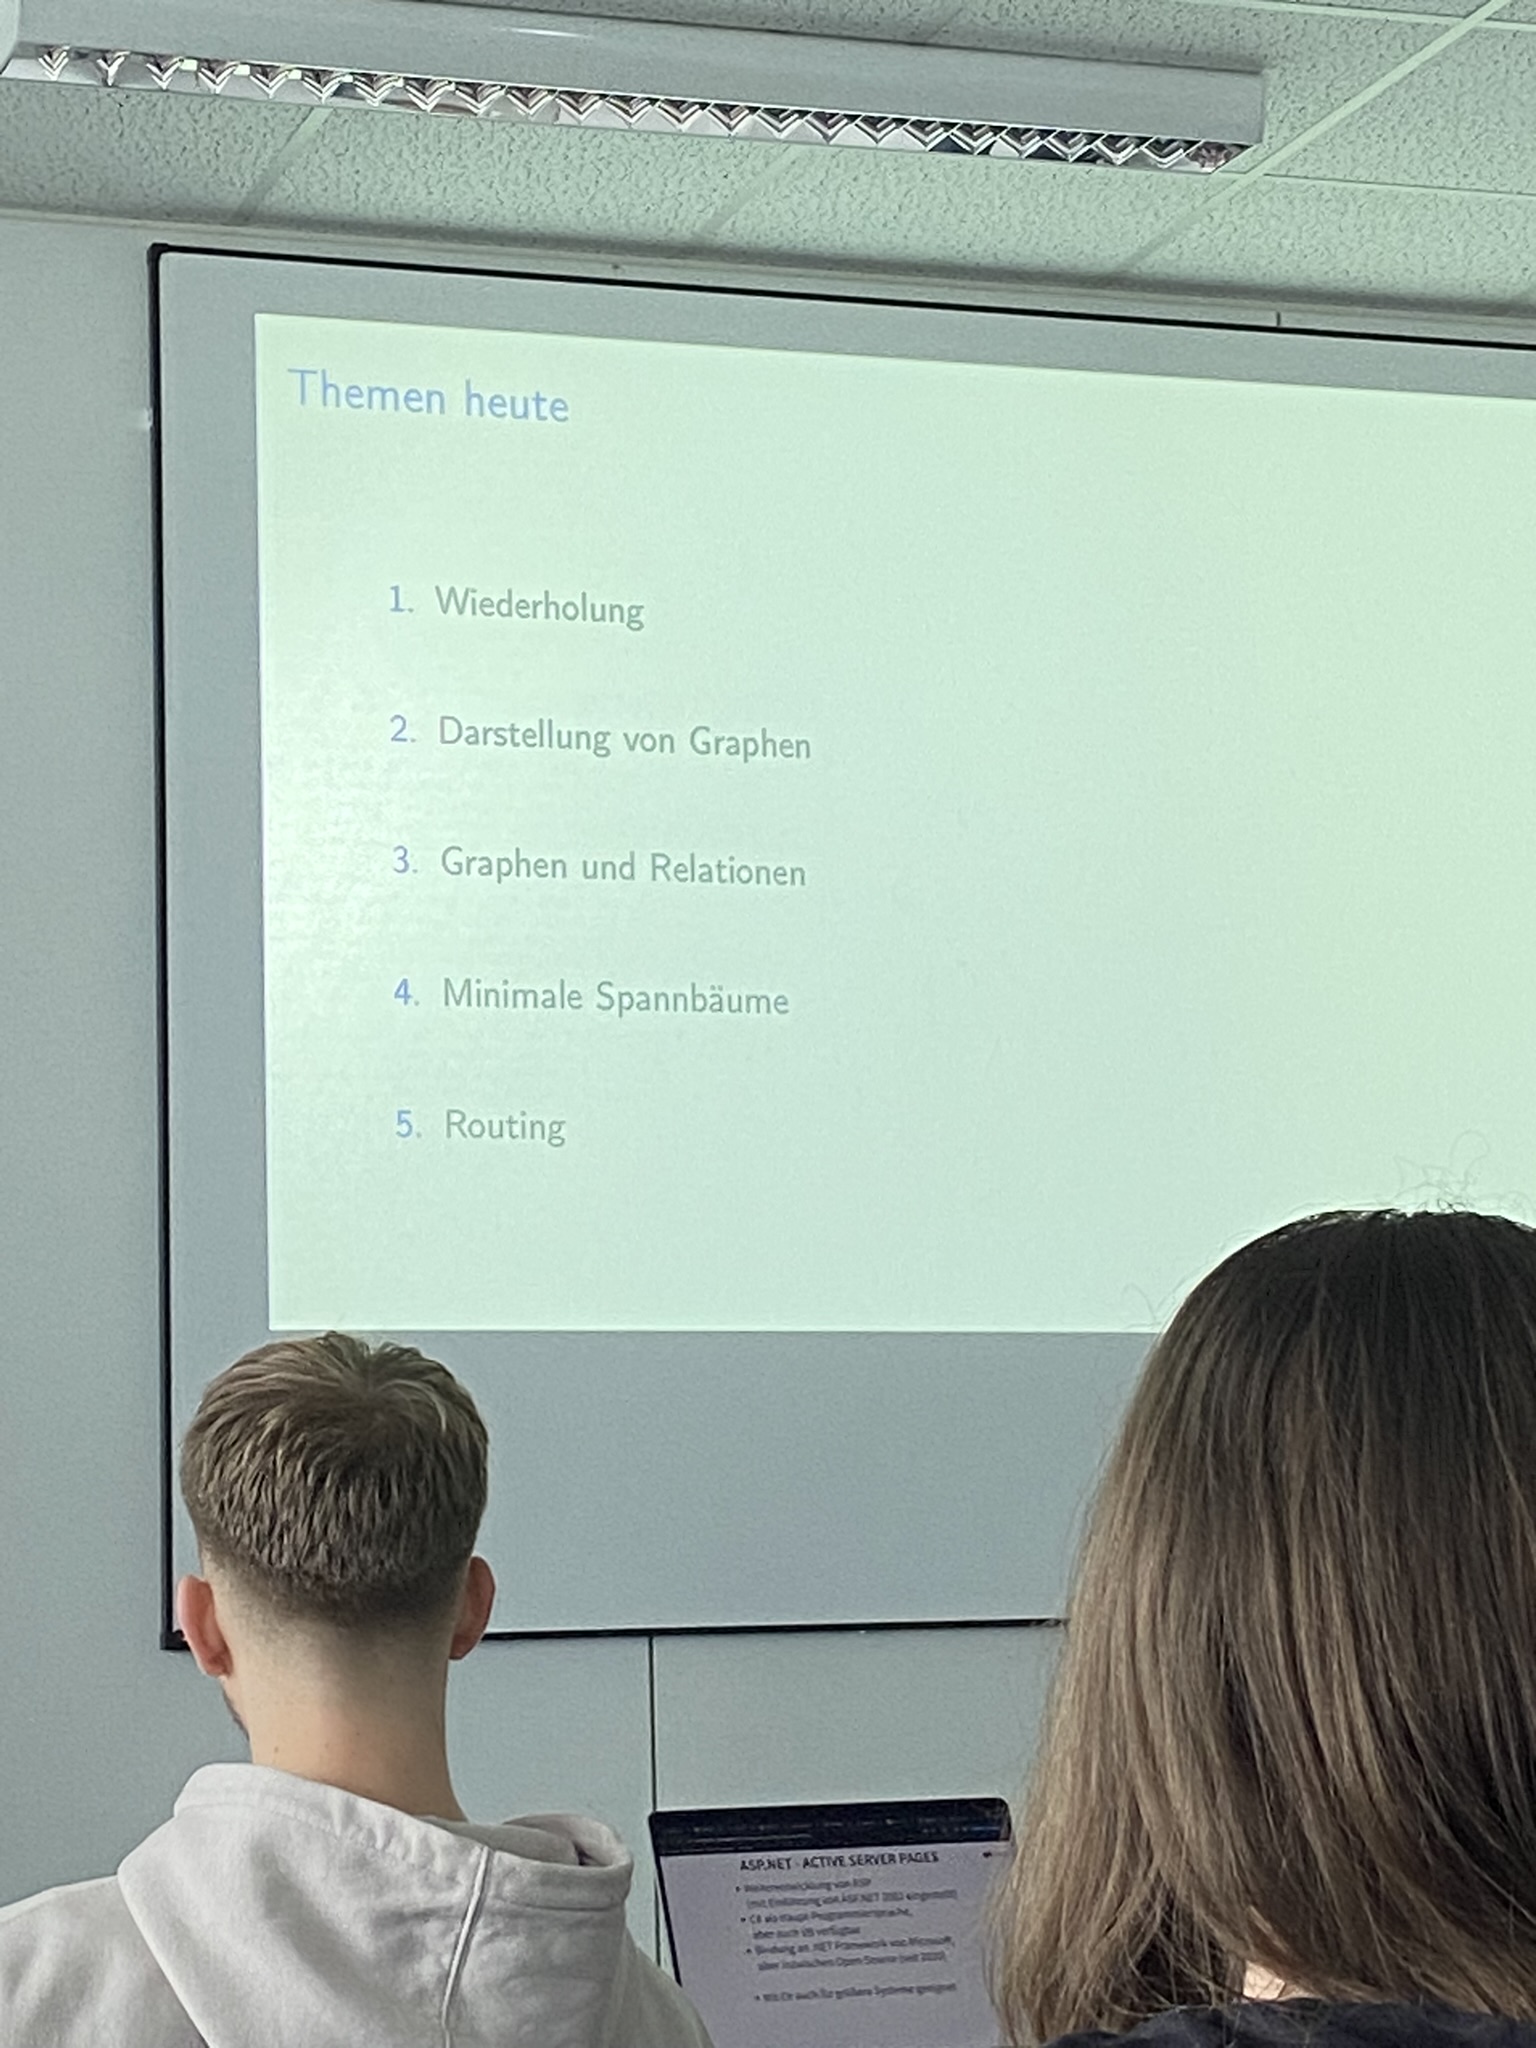 Themen heute
1. Wiederholung
2. Darstellung von Graphen
3. Graphen und Relationen
4. Minimale Spannbäume
5. Routing
ASP.NET - ACTIVE SERVER PAGES
• Weiterentwicklung von ASP
(mit Einführung von ASP.NET 2002 eingestellt)
• C# als Haupt Programmiersprache,
aber auch VB verfügbar
• Bindung an .NET Framework von Microsoft,
aber inzwischen Open Source (seit
• Mit C# auch für größere Systeme geeignet